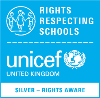 RIGHTS
RESPECTING
SCHOOLS
unicef
UNITED KINGDOM
SILVER – RIGHTS AWARE